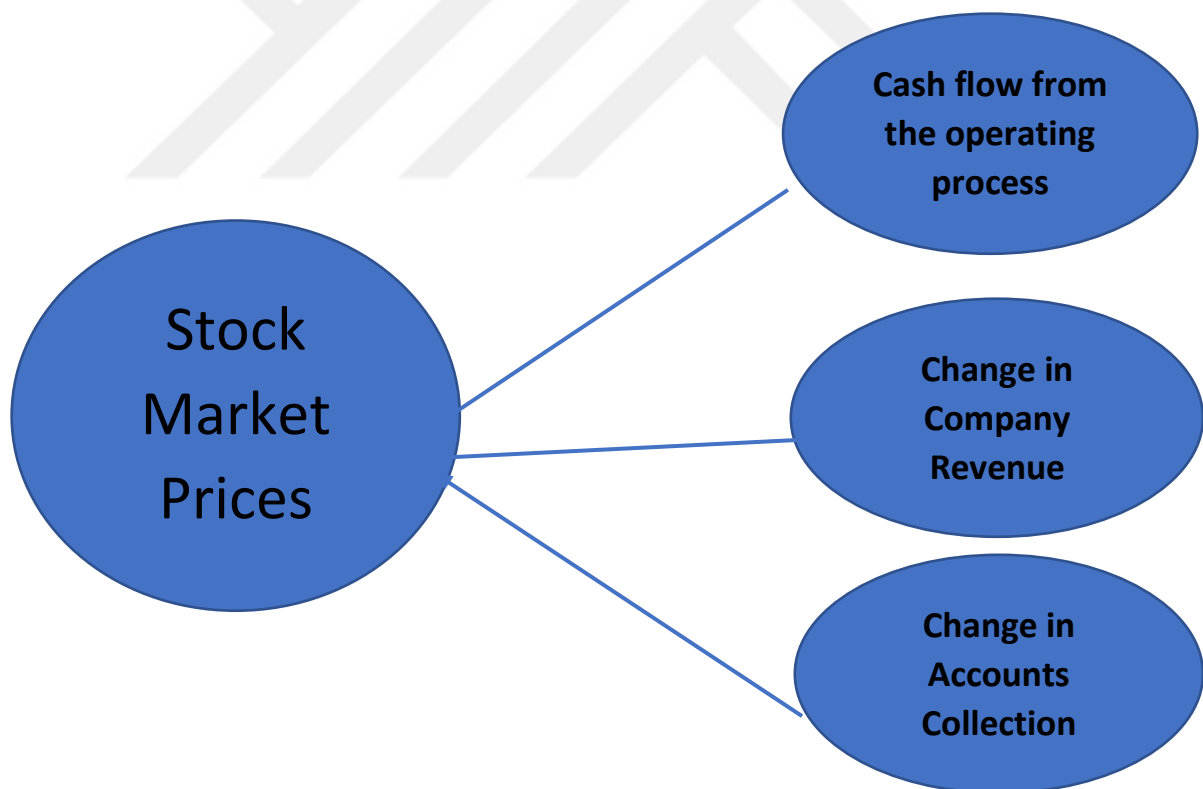 Cash flow from
the operating
process
Stock
Market
Prices
Change in
Company
Revenue
Change in
Accounts
Collection